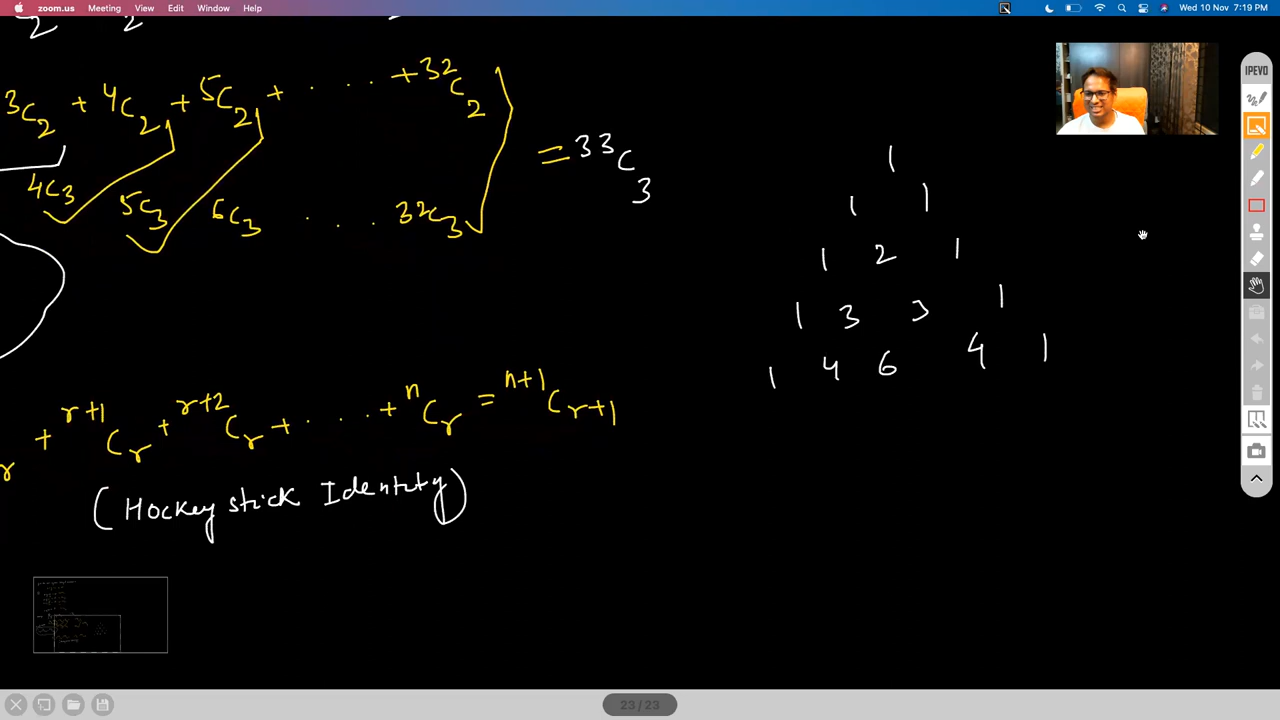 zoom.us Meeting View Edit Window Help Wed 10 Nov 7:19 PM
2 2
3C2 + 4C2 + 5C2 + . . . . + 32C2
= 33C3
4C3 5C3 6C3 . . . 32C3
1
1 1
1 2 1
1 3 3 1
1 4 6 4 1
r + r+1Cr + r+2Cr + . . . . + nCr = n+1Cr+1
(Hockey stick Identity)
IPEVO
23/23